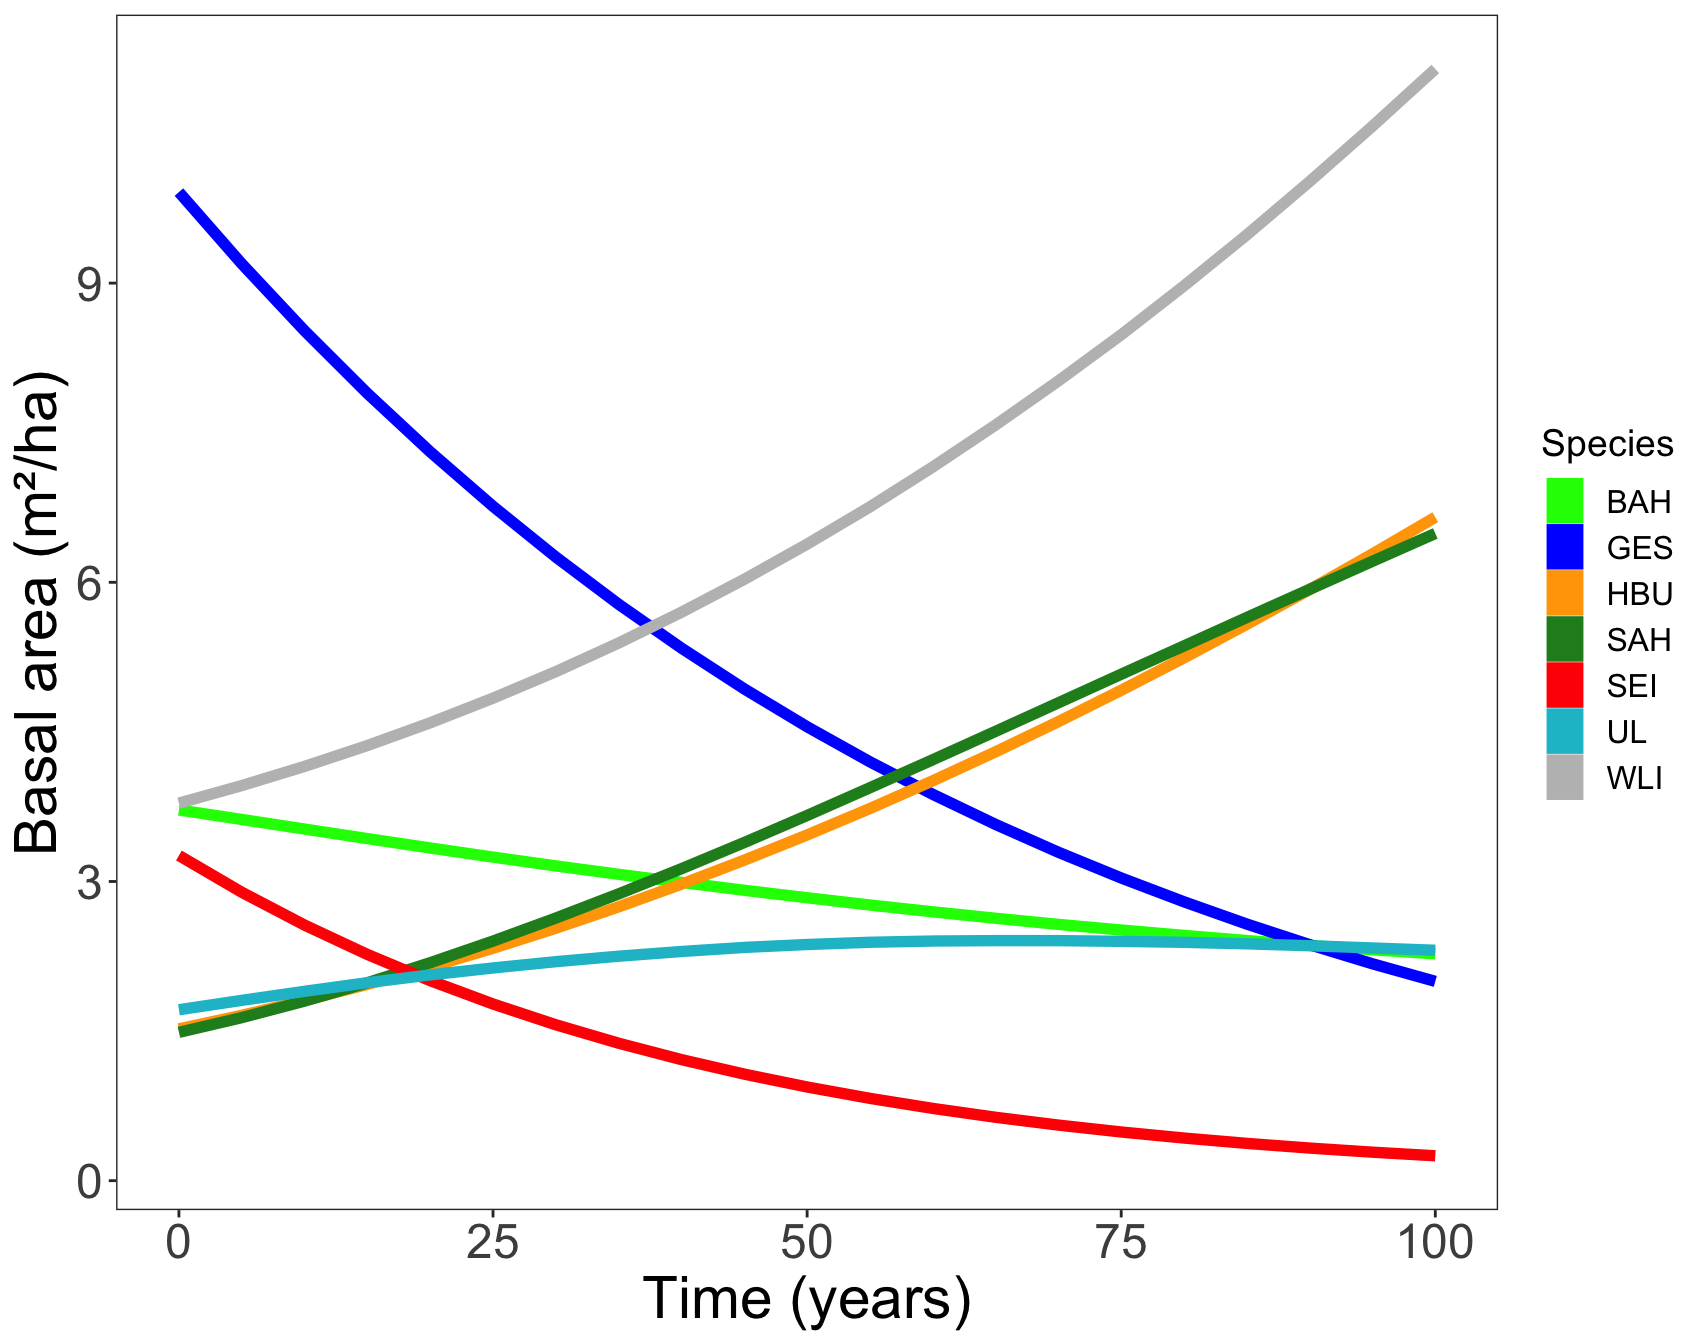 Basal area (m²/ha)
9
6
3
0
0 25 50 75 100
Time (years)
Species
BAH
GES
HBU
SAH
SEI
UL
WLI